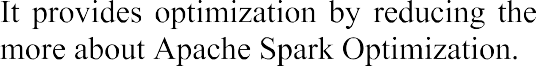 It provides optimization by reducing the
more about Apache Spark Optimization.